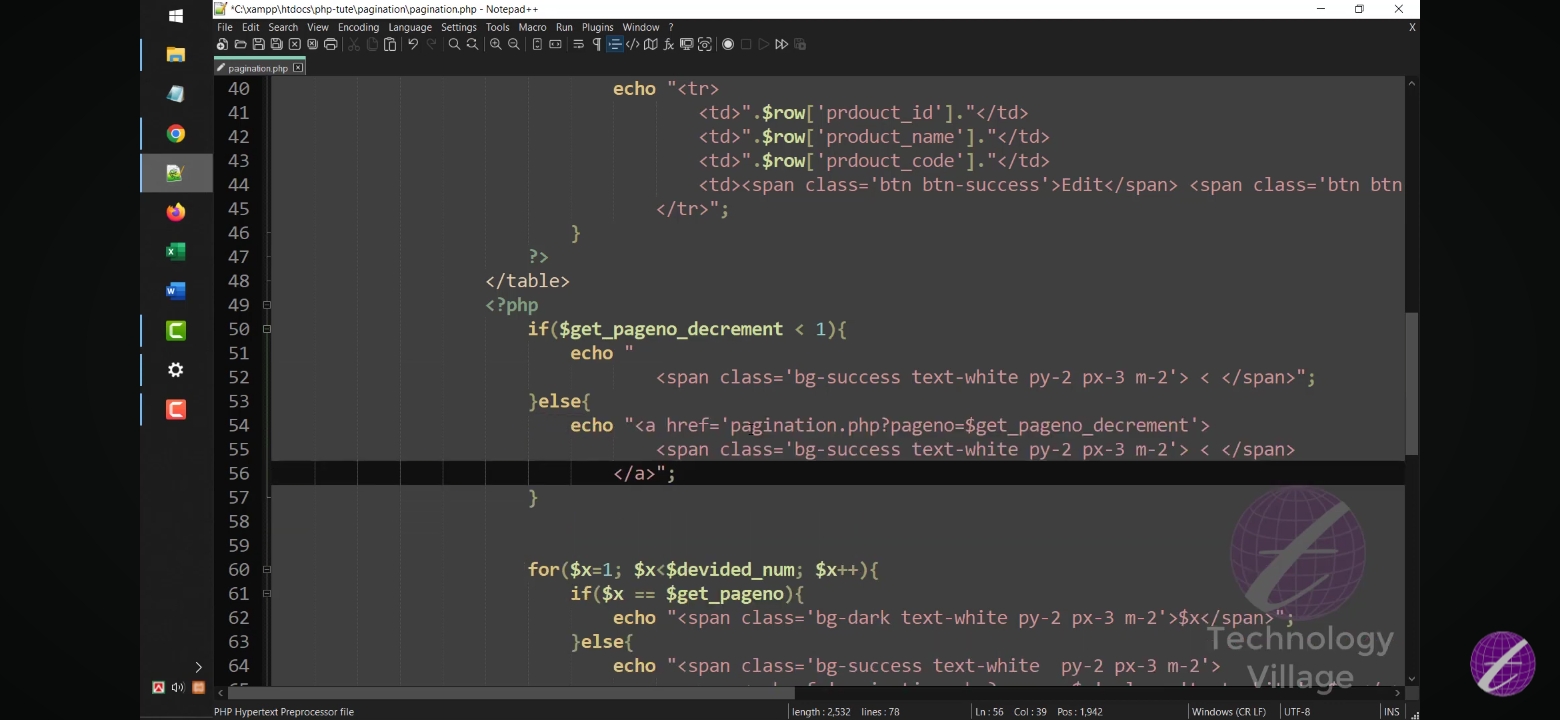 *C:\xampp\htdocs\php-tute\pagination\pagination.php - Notepad++
File Edit Search View Encoding Language Settings Tools Macro Run Plugins Window ? X
pagination.php
40 echo "<tr>
41 <td>".$row['prdouct_id']."</td>
42 <td>".$row['product_name']."</td>
43 <td>".$row['prdouct_code']."</td>
44 <td><span class='btn btn-success'>Edit</span> <span class='btn btn
45 </tr>";
46 }
47 ?>
48 </table>
49 <?php
50 if($get_pageno_decrement < 1){
51 echo "
52 <span class='bg-success text-white py-2 px-3 m-2'> < </span>";
53 }else{
54 echo "<a href='pagination.php?pageno=$get_pageno_decrement'>
55 <span class='bg-success text-white py-2 px-3 m-2'> < </span>
56 </a>";
57 }
58
59
60 for($x=1; $x<$devided_num; $x++){
61 if($x == $get_pageno){
62 echo "<span class='bg-dark text-white py-2 px-3 m-2'>$x</span>";
63 }else{
64 echo "<span class='bg-success text-white  py-2 px-3 m-2'>
Technology
Village
PHP Hypertext Preprocessor file length : 2,532 lines : 78 Ln : 56 Col : 39 Pos : 1,942 Windows (CR LF) UTF-8 INS